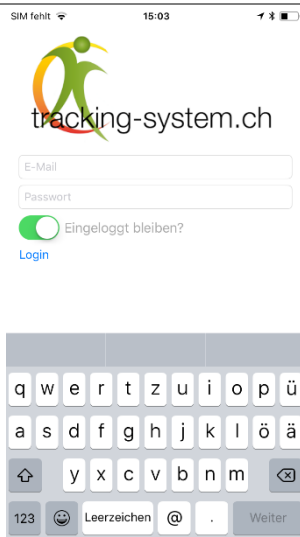 SIM fehlt 15:03
tracking-system.ch
E-Mail
Passwort
Eingeloggt bleiben?
Login
q w e r t z u i o p ü
a s d f g h j k l ö ä
y x c v b n m
123 Leerzeichen @ . Weiter